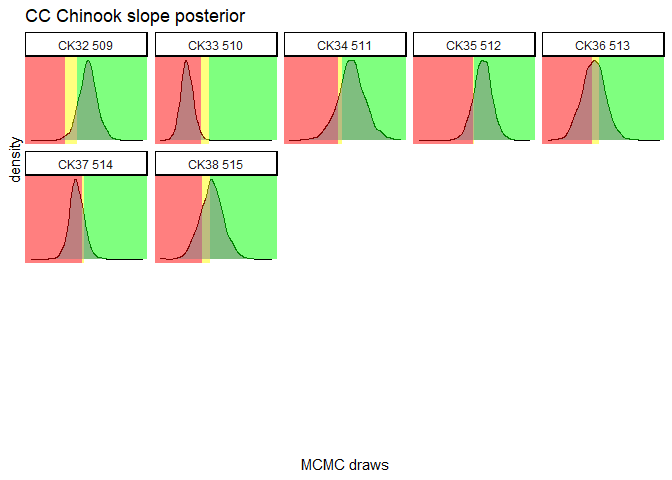 CC Chinook slope posterior
CK32 509
CK33 510
CK34 511
CK35 512
CK36 513
density
CK37 514
CK38 515
MCMC draws